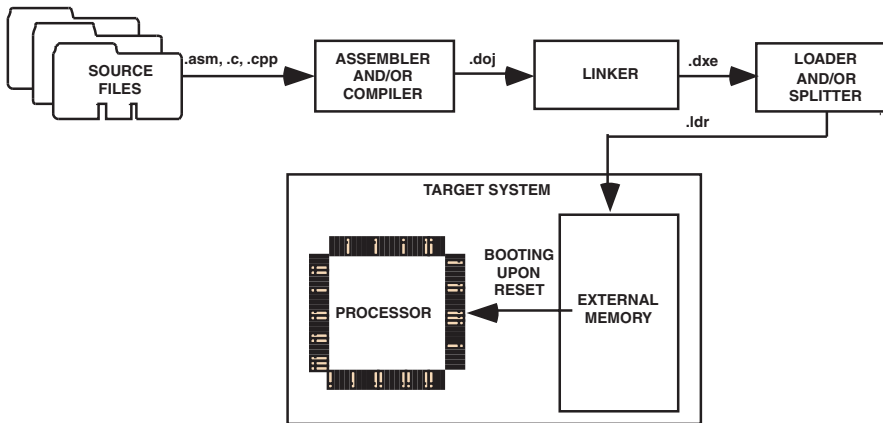 SOURCE
FILES
.asm, .c, .cpp
ASSEMBLER
AND/OR
COMPILER
.doj
LINKER
.dxe
LOADER
AND/OR
SPLITTER
.ldr
TARGET SYSTEM
PROCESSOR
BOOTING
UPON
RESET
EXTERNAL
MEMORY